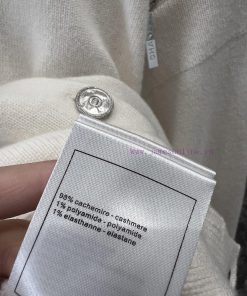 98% cachemire - cashmere
1% polyamide - polyamide
1% elasthanne - elastane